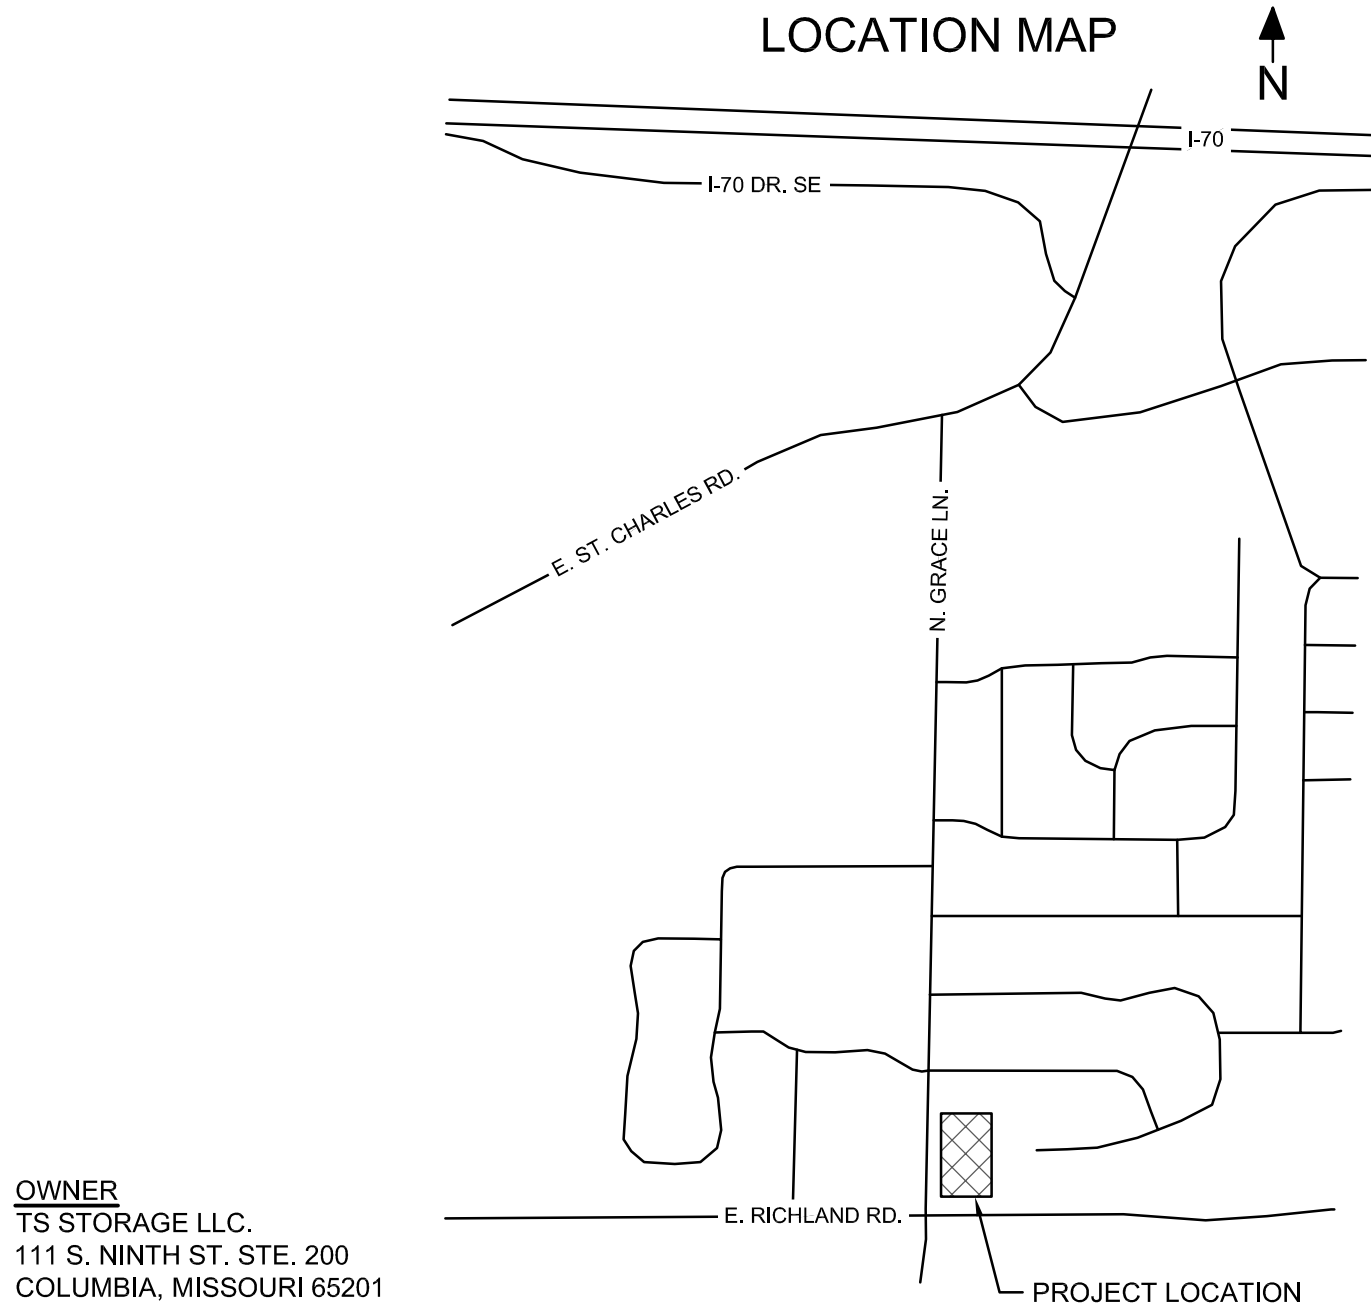 LOCATION MAP
N
I-70
I-70 DR. SE
E. ST. CHARLES RD.
N. GRACE LN.
OWNER
TS STORAGE LLC.
111 S. NINTH ST. STE. 200
COLUMBIA, MISSOURI 65201
E. RICHLAND RD.
PROJECT LOCATION